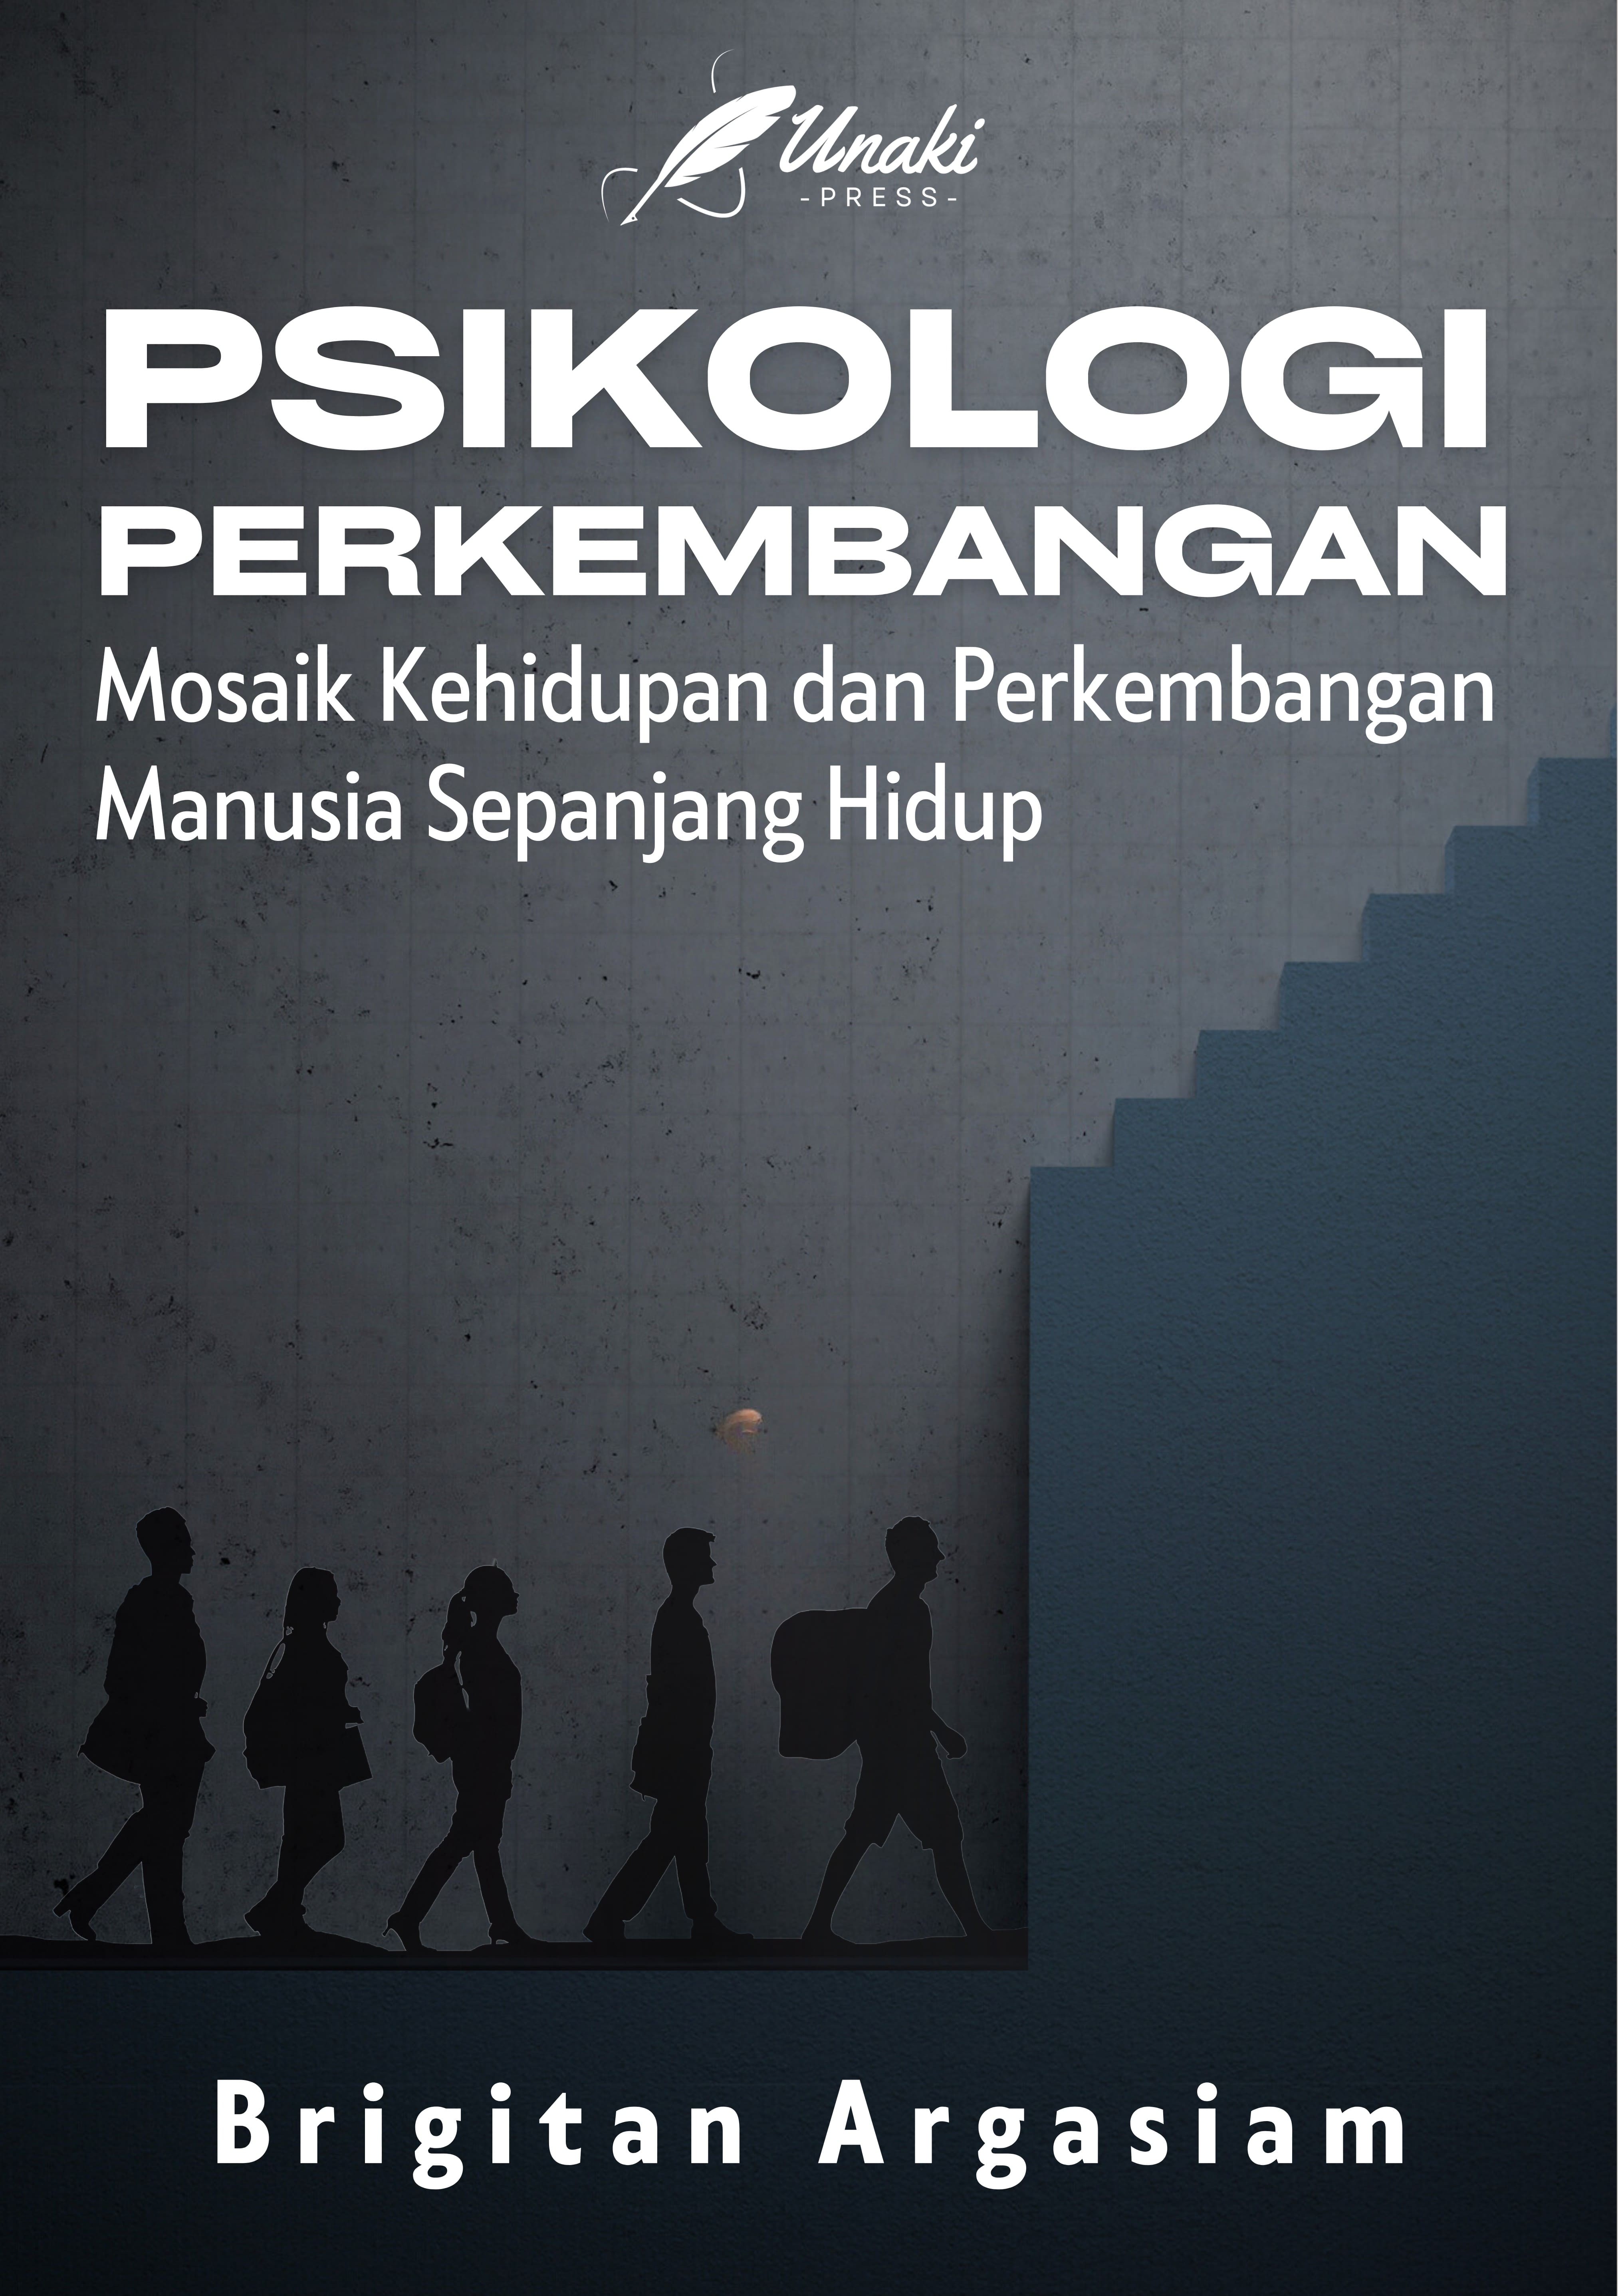 Unaki
-PRESS-
PSIKOLOGI
PERKEMBANGAN
Mosaik Kehidupan dan Perkembangan
Manusia Sepanjang Hidup
Brigitan Argasiam